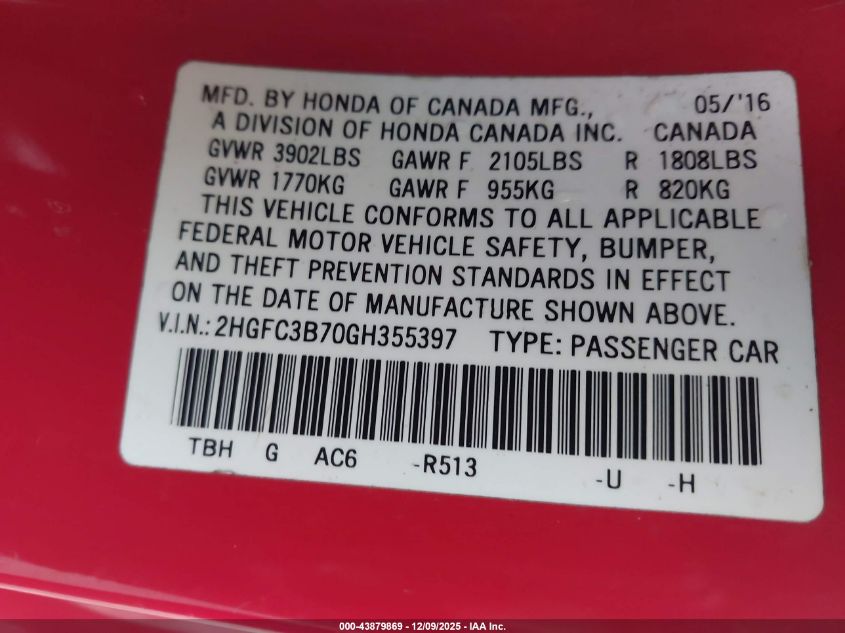 MFD. BY HONDA OF CANADA MFG., 05/'16
A DIVISION OF HONDA CANADA INC. CANADA
GVWR 3902LBS GAWR F 2105LBS R 1808LBS
GVWR 1770KG GAWR F 955KG R 820KG
THIS VEHICLE CONFORMS TO ALL APPLICABLE
FEDERAL MOTOR VEHICLE SAFETY, BUMPER,
AND THEFT PREVENTION STANDARDS IN EFFECT
ON THE DATE OF MANUFACTURE SHOWN ABOVE.
V.I.N.: 2HGFC3B70GH355397 TYPE: PASSENGER CAR
TBH G AC6 -R513 -U -H
000-43879869 | 12/09/2025 - IAA Inc.